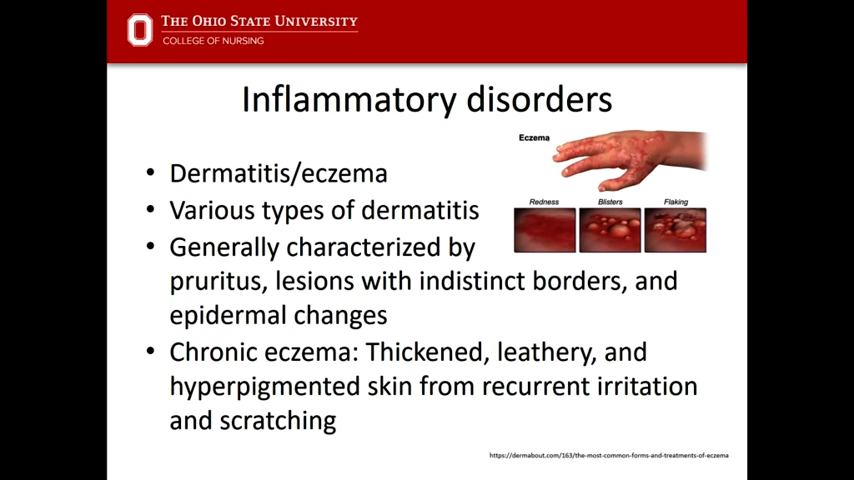 THE OHIO STATE UNIVERSITY
COLLEGE OF NURSING
Inflammatory disorders
Eczema
Redness Blisters Flaking
• Dermatitis/eczema
• Various types of dermatitis
• Generally characterized by
pruritus, lesions with indistinct borders, and
epidermal changes
• Chronic eczema: Thickened, leathery, and
hyperpigmented skin from recurrent irritation
and scratching
https://dermabout.com/163/the-most-common-forms-and-treatments-of-eczema